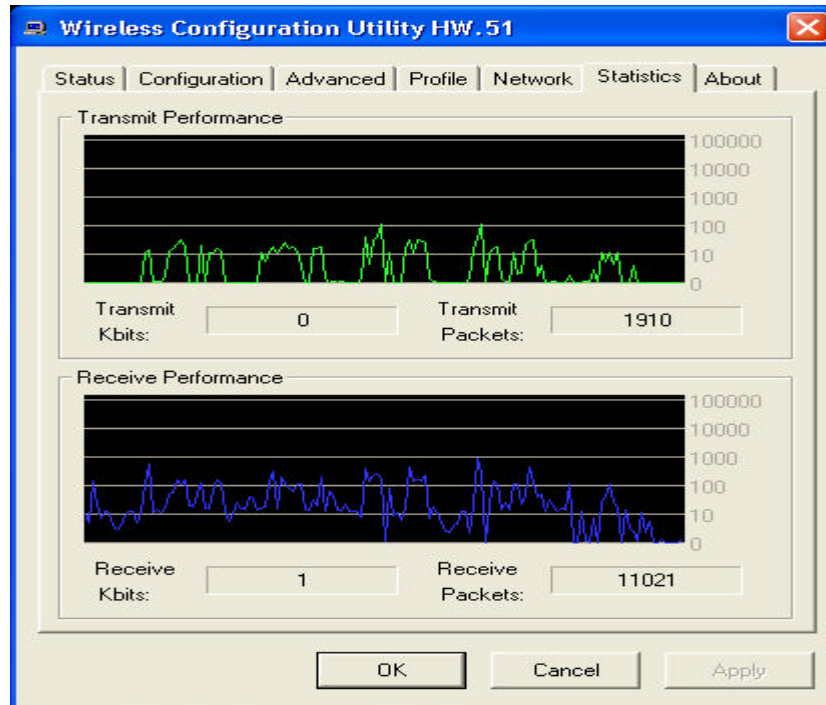 Wireless Configuration Utility HW.51
Status Configuration Advanced Profile Network Statistics About
Transmit Performance
100000
10000
1000
100
10
0
Transmit Kbits: 0 Transmit Packets: 1910
Receive Performance
100000
10000
1000
100
10
0
Receive Kbits: 1 Receive Packets: 11021
OK Cancel Apply